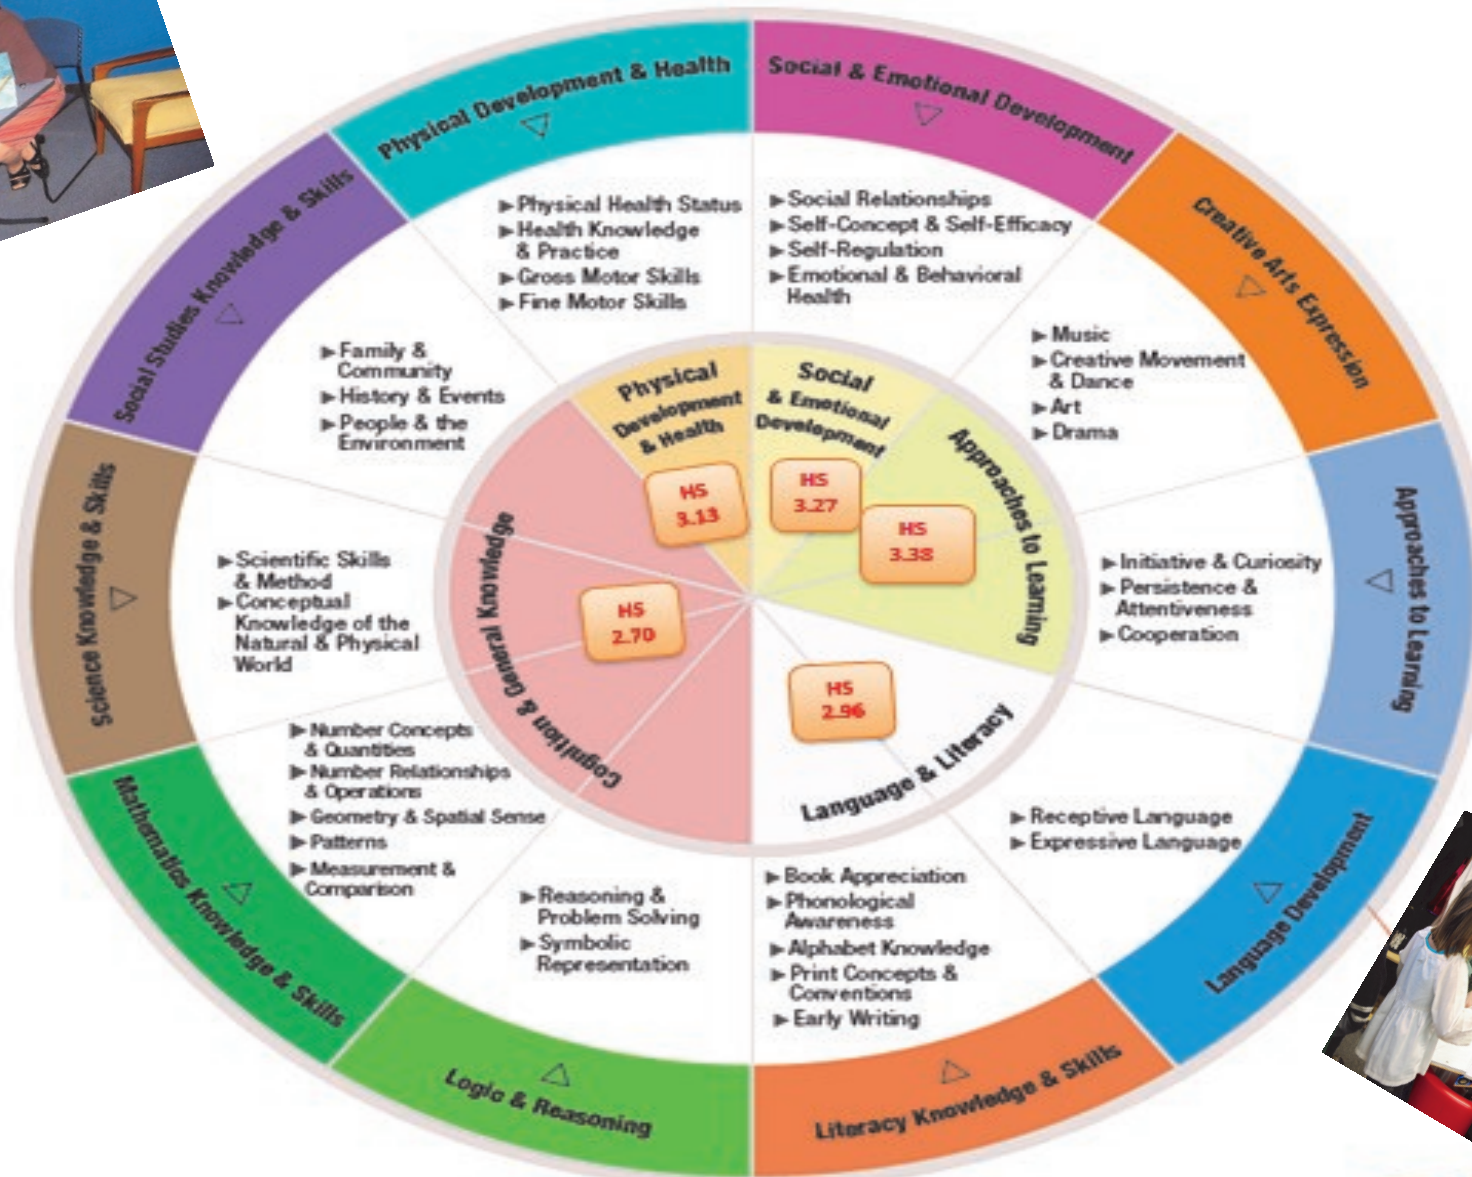 Physical Development & Health
Social & Emotional Development
Creative Arts Expression
Approaches to Learning
Language Development
Literacy Knowledge & Skills
Logic & Reasoning
Mathematics Knowledge & Skills
Science Knowledge & Skills
Social Studies Knowledge & Skills
Physical Health Status
Health Knowledge
& Practice
Gross Motor Skills
Fine Motor Skills
Social Relationships
Self-Concept & Self-Efficacy
Self-Regulation
Emotional & Behavioral
Health
Music
Creative Movement
& Dance
Art
Drama
Initiative & Curiosity
Persistence &
Attentiveness
Cooperation
Receptive Language
Expressive Language
Book Appreciation
Phonological
Awareness
Alphabet Knowledge
Print Concepts &
Conventions
Early Writing
Reasoning &
Problem Solving
Symbolic
Representation
Number Concepts
& Quantities
Number Relationships
& Operations
Geometry & Spatial Sense
Patterns
Measurement &
Comparison
Scientific Skills
& Method
Conceptual
Knowledge of the
Natural & Physical
World
Family &
Community
History & Events
People & the
Environment
Physical
Development
& Health
HS
3.13
Social
& Emotional
Development
HS
3.27
Approaches to Learning
HS
3.38
Language & Literacy
HS
2.96
Cognition & General Knowledge
HS
2.70